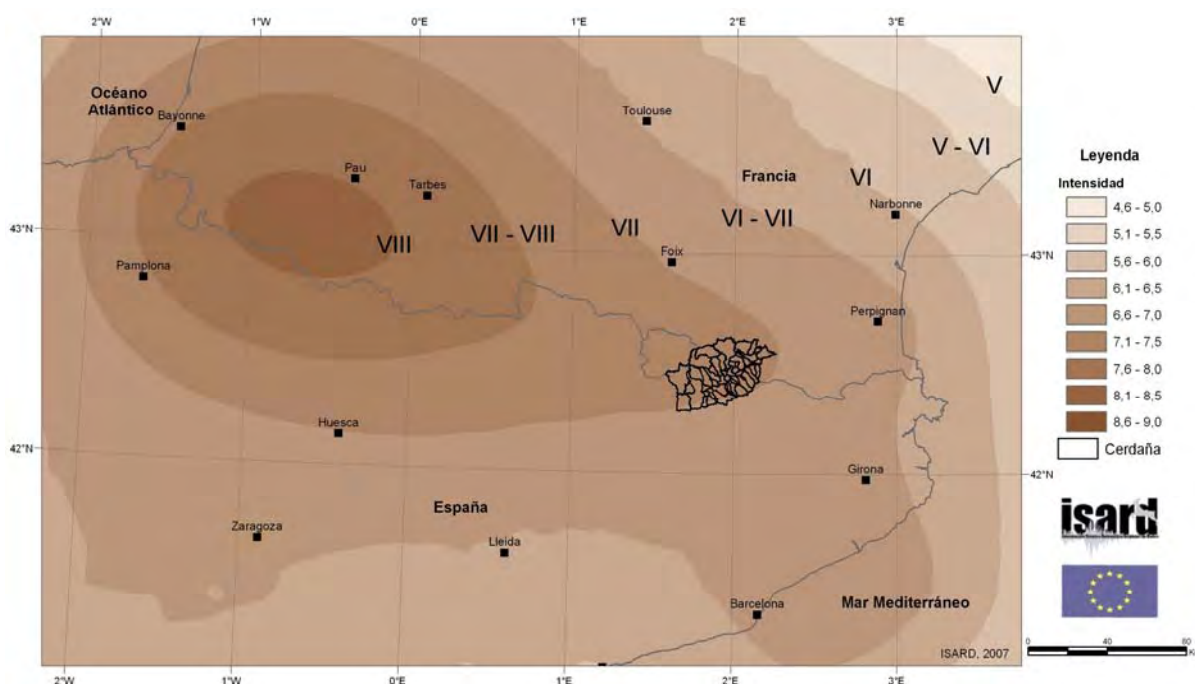 2°W 1°W 0°E 1°E 2°E 3°E
Océano
Atlántico
Bayonne
Toulouse
V
V - VI
Pau
Tarbes
Francia
VI
Narbonne
43°N
Pamplona
VIII
VII - VIII
VII
VI - VII
Foix
43°N
Perpignan
Huesca
42°N
Girona
42°N
España
Zaragoza
Lleida
Barcelona
Mar Mediterráneo
ISARD, 2007
2°W 1°W 0°E 1°E 2°E 3°E
Leyenda
Intensidad
4,6 - 5,0
5,1 - 5,5
5,6 - 6,0
6,1 - 6,5
6,6 - 7,0
7,1 - 7,5
7,6 - 8,0
8,1 - 8,5
8,6 - 9,0
Cerdaña
isard
0 40 80